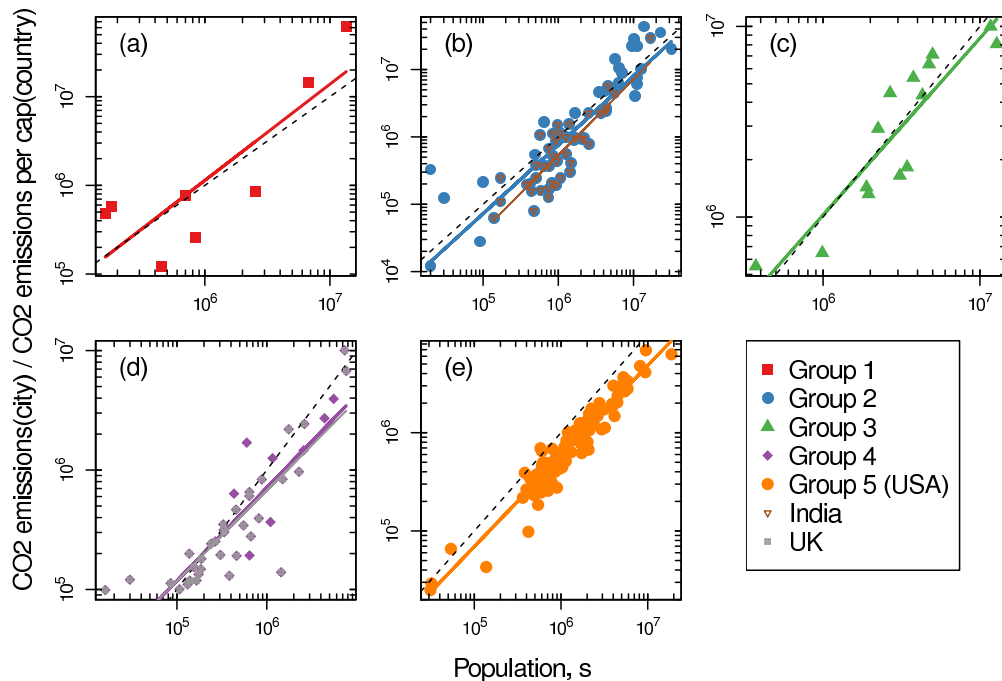 CO2 emissions(city) / CO2 emissions per cap(country)
(a)
10^7
10^6
10^5
10^6
10^7
(b)
10^7
10^6
10^5
10^4
10^5
10^6
10^7
(c)
10^7
10^6
10^6
10^7
(d)
10^7
10^6
10^5
10^5
10^6
(e)
10^6
10^5
10^5
10^6
10^7
Group 1
Group 2
Group 3
Group 4
Group 5 (USA)
India
UK
Population, s